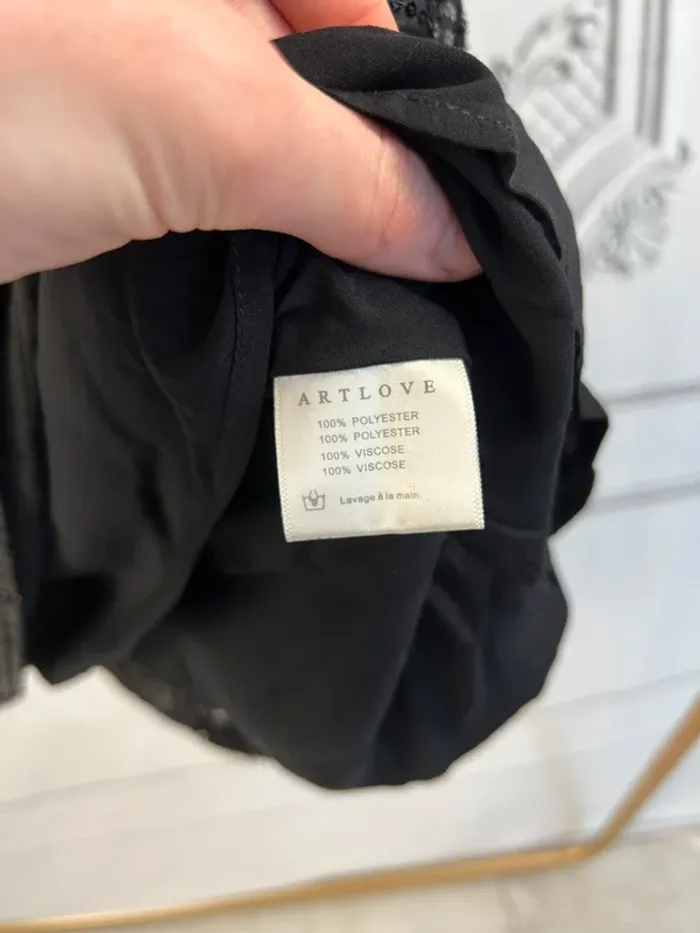 ARTLOVE
100% POLYESTER
100% POLYESTER
100% VISCOSE
100% VISCOSE
Lavage à la main.